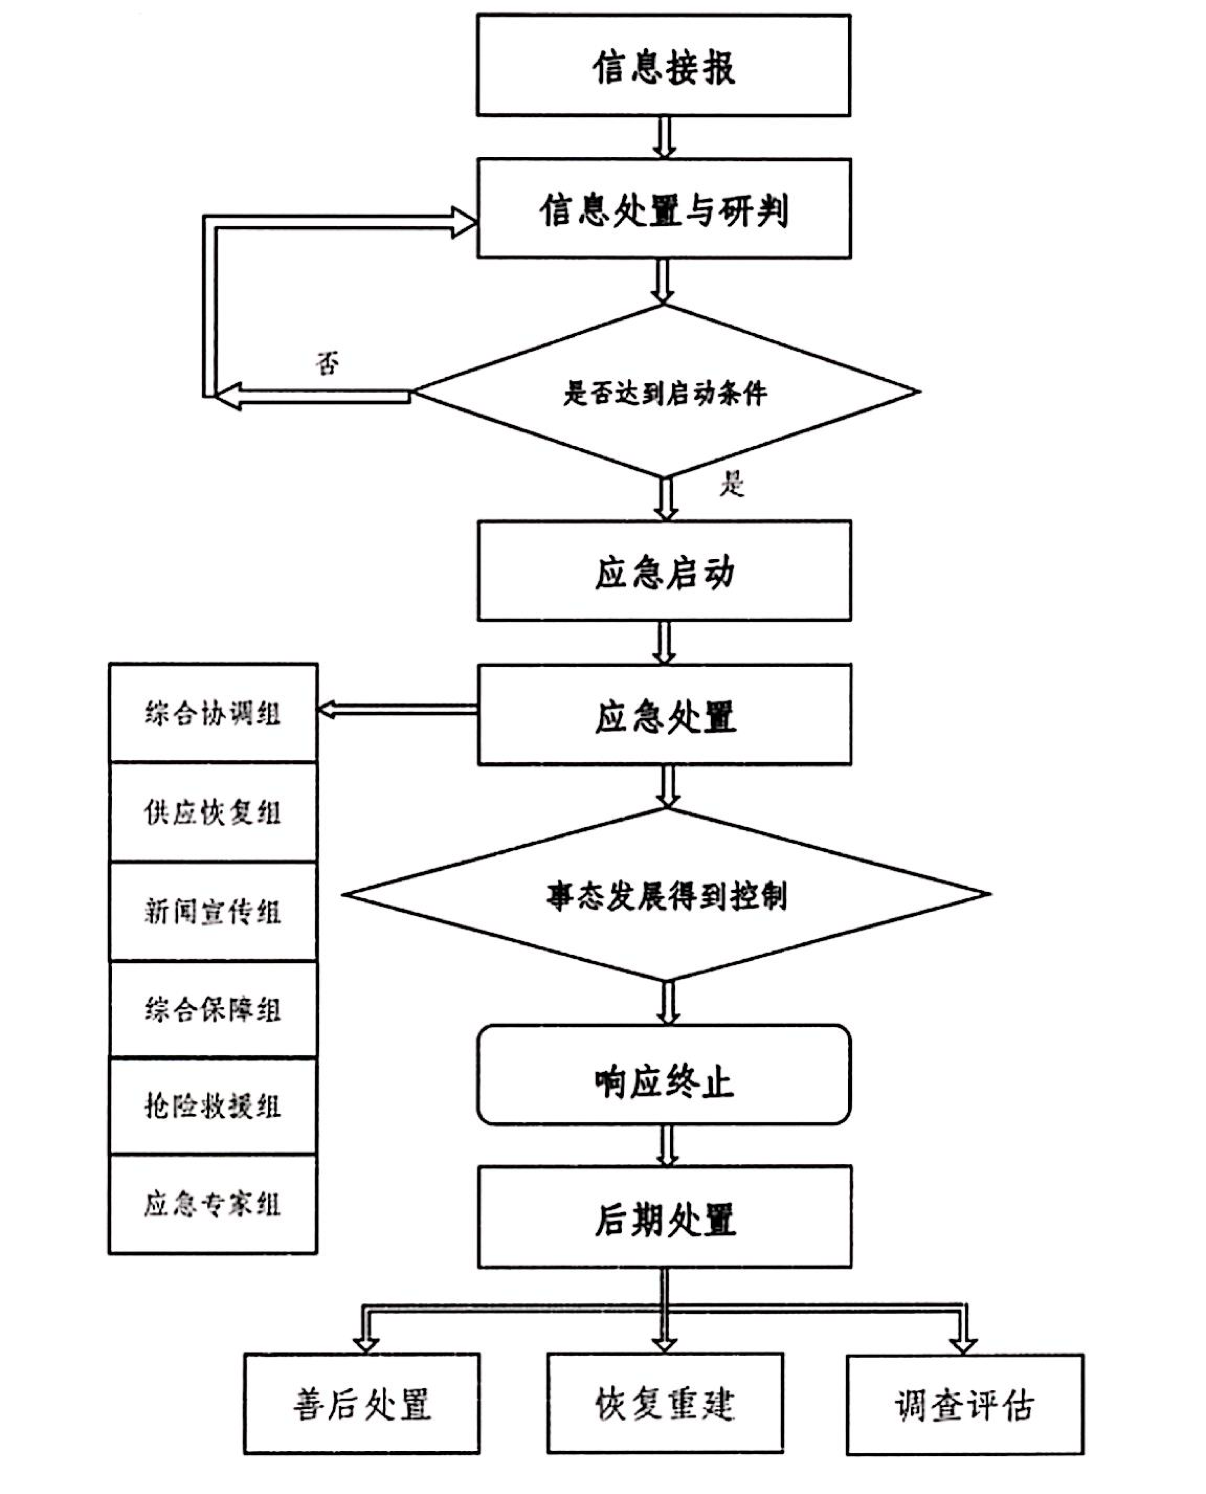 信息接报
信息处置与研判
否
是否达到启动条件
是
应急启动
应急处置
综合协调组
供应恢复组
新闻宣传组
综合保障组
抢险救援组
应急专家组
事态发展得到控制
响应终止
后期处置
善后处置
恢复重建
调查评估